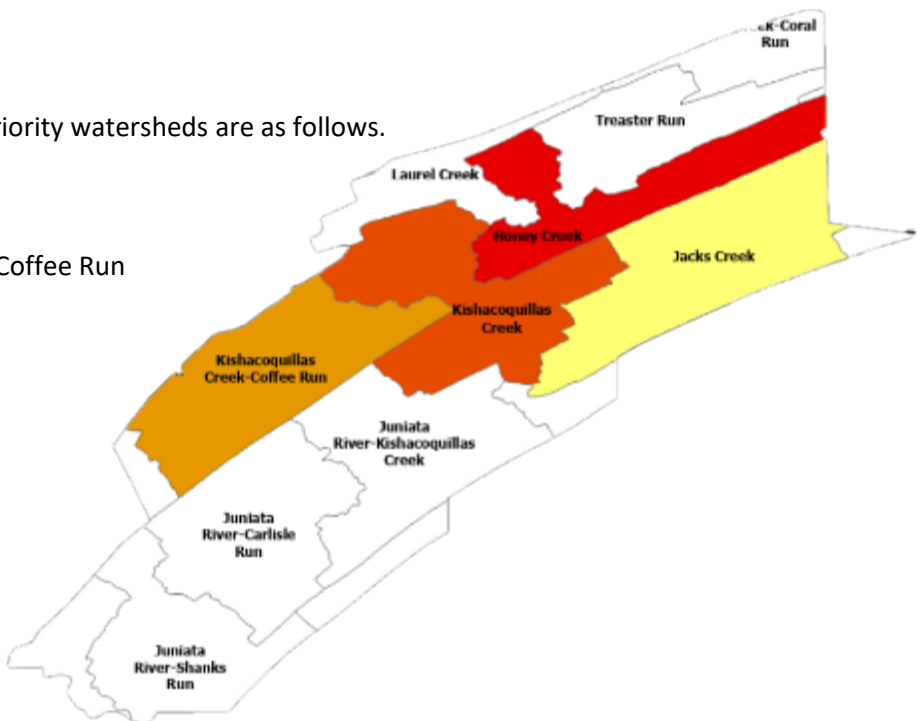 Run
riority watersheds are as follows.
Treaster Run
Laurel Creek
Honey Creek
Coffee Run
Jacks Creek
Kishacoquillas
Creek
Kishacoquillas
Creek-Coffee Run
Juniata
River-Kishacoquillas
Creek
Juniata
River-Carlisle
Run
Juniata
River-Shanks
Run